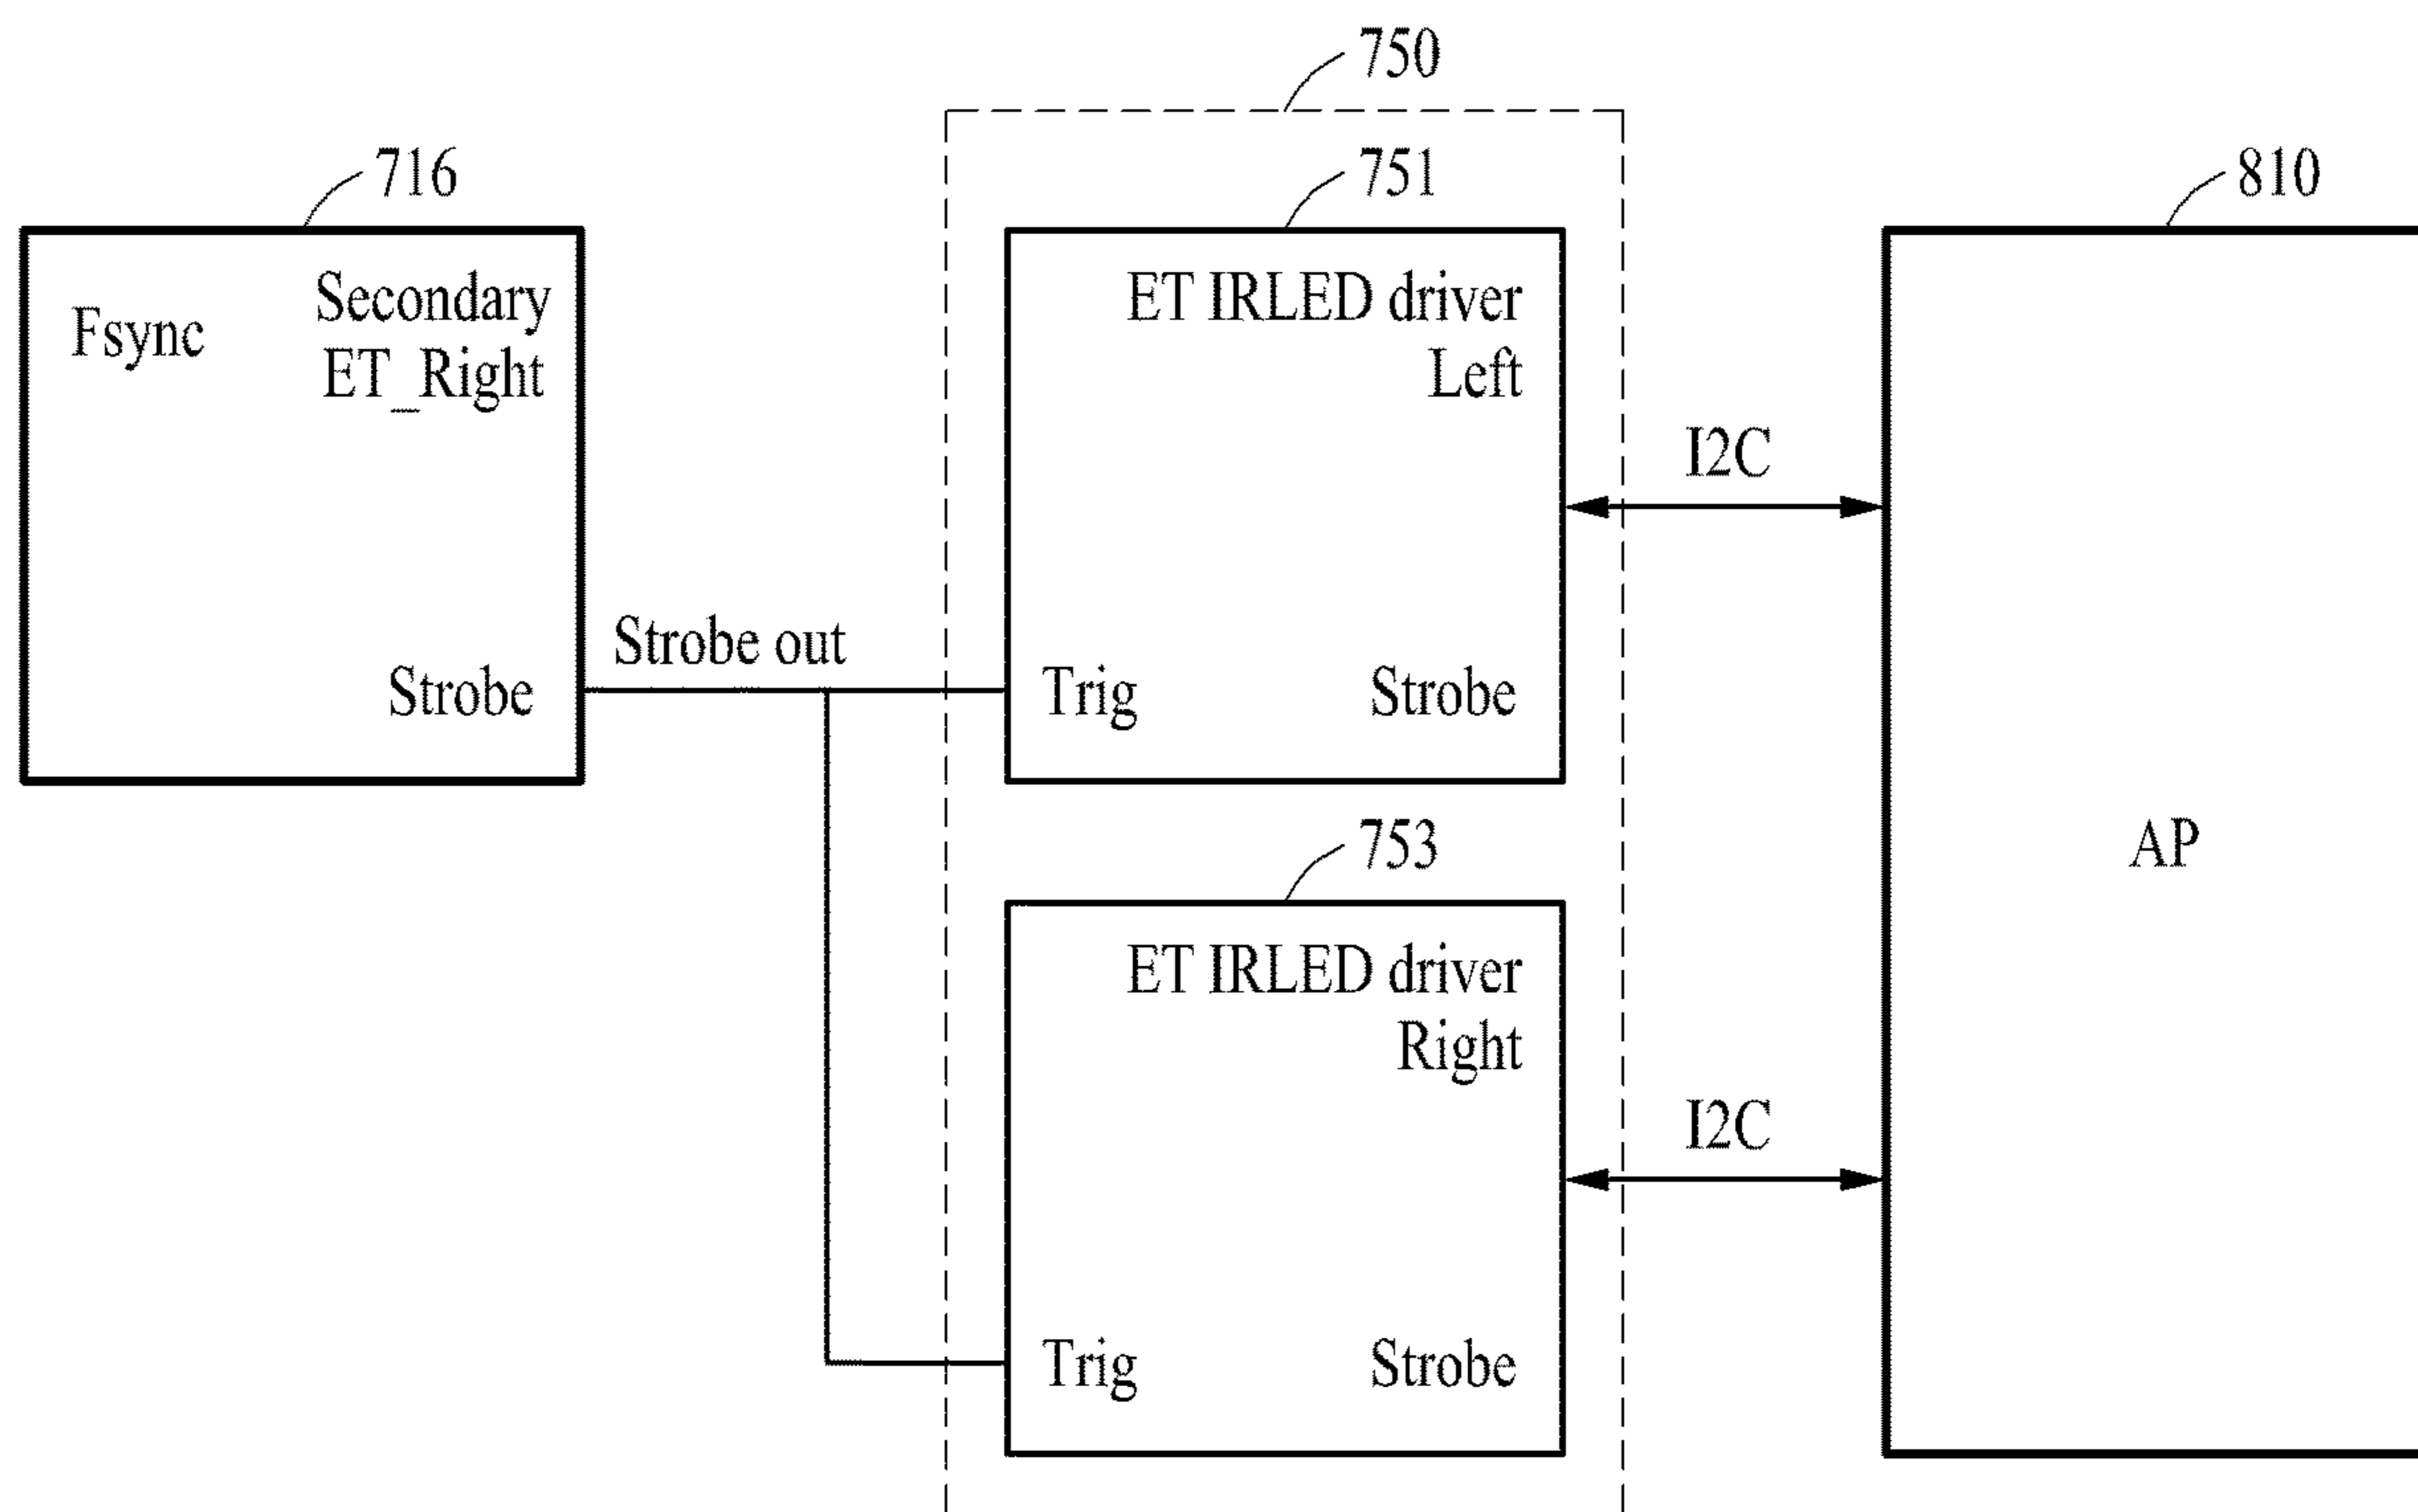 750
716
751
810
Fsync
Secondary
ET_Right
ET IRLED driver
Left
I2C
Strobe out
Strobe
Trig
Strobe
753
AP
ET IRLED driver
Right
I2C
Trig
Strobe